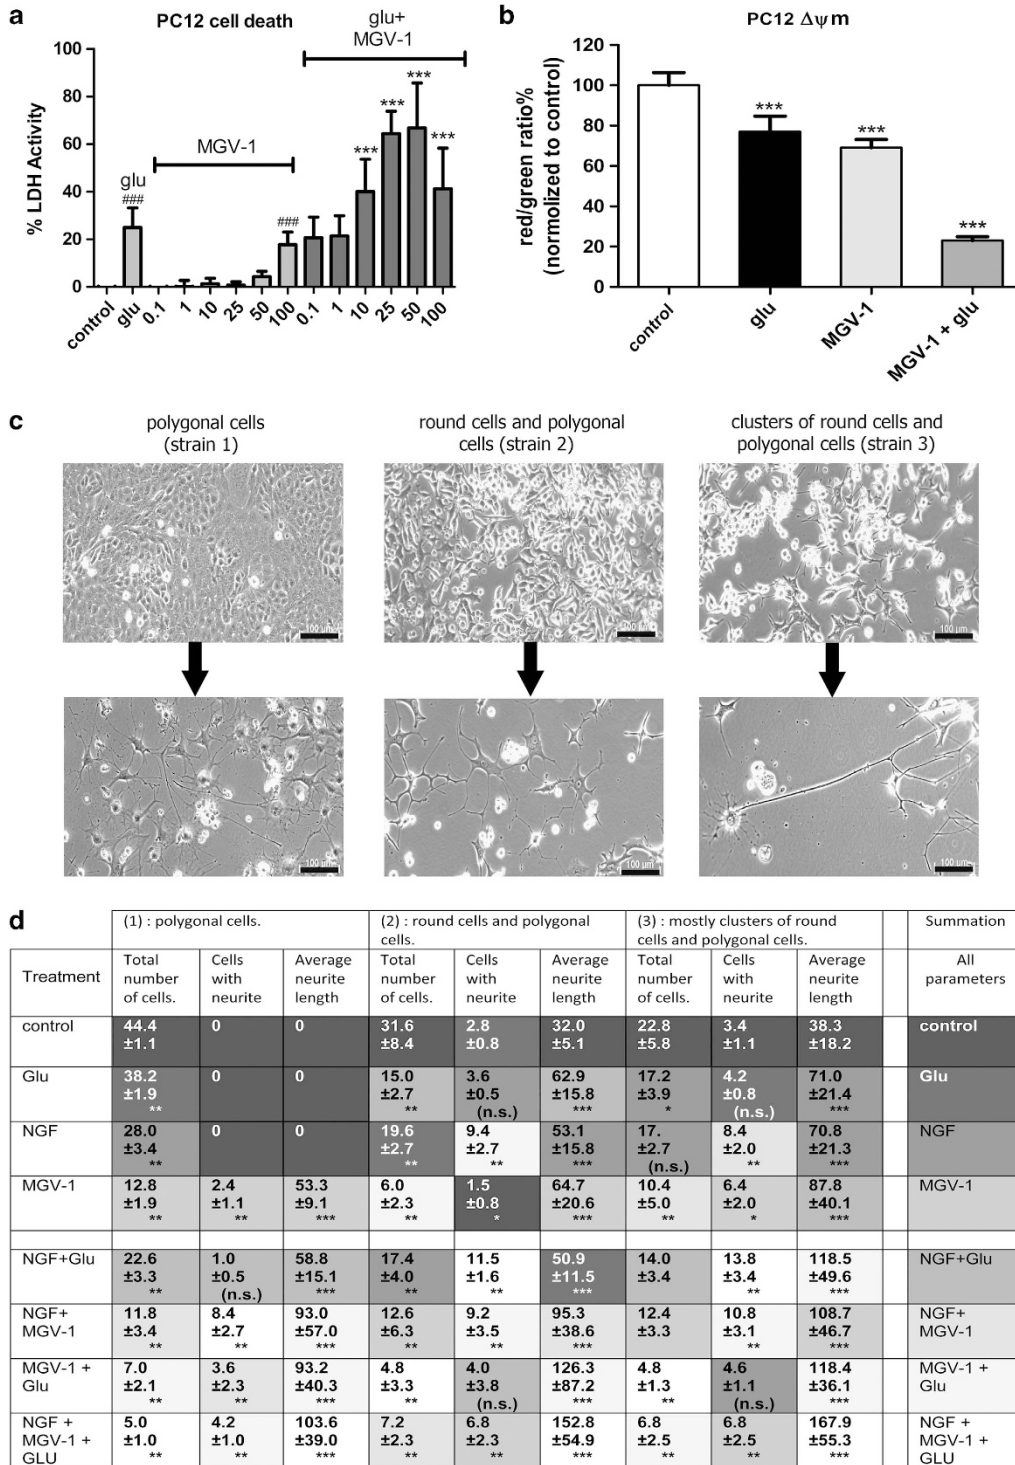 a
PC12 cell death
glu+
MGV-1
MGV-1
glu
###
###
***
***
***
***
% LDH Activity
100
80
60
40
20
0
control
glu
0.1
1
10
25
50
100
0.1
1
10
25
50
100
b
PC12 Δψm
red/green ratio%
(normolized to control)
120
100
80
60
40
20
0
***
***
***
control
glu
MGV-1
MGV-1 + glu
c
polygonal cells
(strain 1)
round cells and polygonal
cells (strain 2)
clusters of round cells and
polygonal cells (strain 3)
100 µm
100 µm
100 µm
100 µm
100 µm
100 µm
d
(1) : polygonal cells.
(2) : round cells and polygonal
cells.
(3) : mostly clusters of round
cells and polygonal cells.
Summation
Treatment
Total
number
of cells.
Cells
with
neurite
Average
neurite
length
Total
number
of cells.
Cells
with
neurite
Average
neurite
length
Total
number
of cells.
Cells
with
neurite
Average
neurite
length
All
parameters
control 44.4 0 0 31.6 2.8 32.0 22.8 3.4 38.3 control
±1.1 ±8.4 ±0.8 ±5.1 ±5.8 ±1.1 ±18.2
Glu 38.2 0 0 15.0 3.6 62.9 17.2 4.2 71.0 Glu
±1.9 ±2.7 ±0.5 ±15.8 ±3.9 ±0.8 ±21.4
** ** (n.s.) *** * (n.s.) ***
NGF 28.0 0 0 19.6 9.4 53.1 17. 8.4 70.8 NGF
±3.4 ±2.7 ±2.7 ±15.8 ±2.7 ±2.0 ±21.3
** ** ** *** (n.s.) ** ***
MGV-1 12.8 2.4 53.3 6.0 1.5 64.7 10.4 6.4 87.8 MGV-1
±1.9 ±1.1 ±9.1 ±2.3 ±0.8 ±20.6 ±5.0 ±2.0 ±40.1
** ** *** ** * *** ** * ***
NGF+Glu 22.6 1.0 58.8 17.4 11.5 50.9 14.0 13.8 118.5 NGF+Glu
±3.3 ±0.5 ±15.1 ±4.0 ±1.6 ±11.5 ±3.4 ±3.4 ±49.6
** (n.s.) *** ** ** *** ** ***
NGF+ 11.8 8.4 93.0 12.6 9.2 95.3 12.4 10.8 108.7 NGF+
MGV-1 ±3.4 ±2.7 ±57.0 ±6.3 ±3.5 ±38.6 ±3.3 ±3.1 ±46.7 MGV-1
** ** *** ** ** *** ** ***
MGV-1 + 7.0 3.6 93.2 4.8 4.0 126.3 4.8 4.6 118.4 MGV-1 +
Glu ±2.1 ±2.3 ±40.3 ±3.3 ±3.8 ±87.2 ±1.3 ±1.1 ±36.1 Glu
** ** *** ** (n.s.) *** ** (n.s.) ***
NGF + 5.0 4.2 103.6 7.2 6.8 152.8 6.8 6.8 167.9 NGF +
MGV-1 + ±1.0 ±1.0 ±39.0 ±2.3 ±2.3 ±54.9 ±2.5 ±2.5 ±55.3 MGV-1 +
GLU ** ** *** ** ** *** ** ** *** GLU